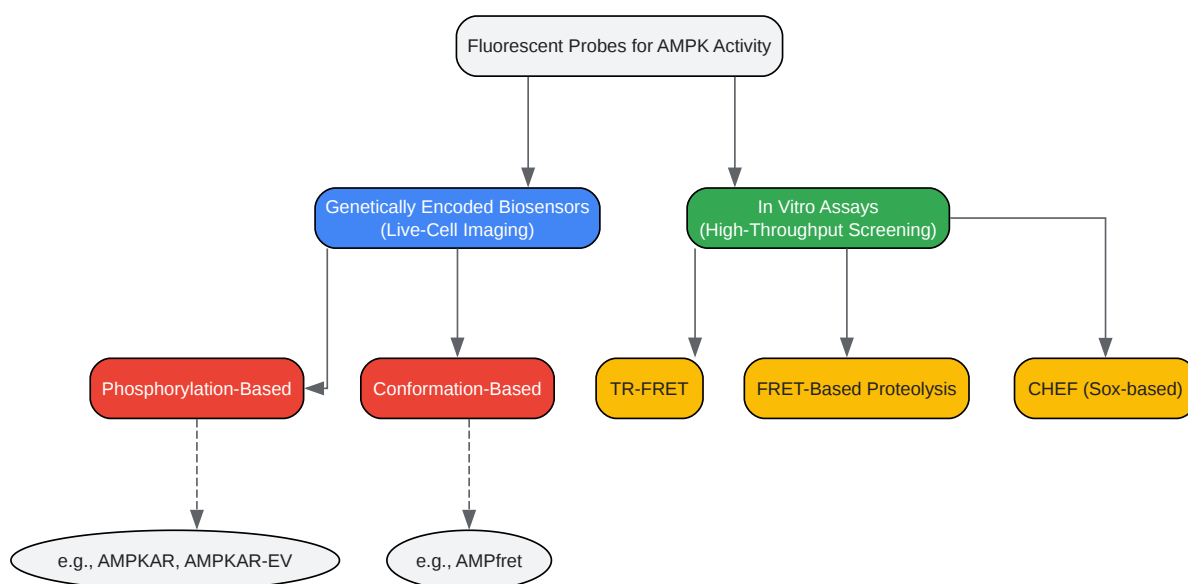 Fluorescent Probes for AMPK Activity
Genetically Encoded Biosensors
(Live-Cell Imaging)
In Vitro Assays
(High-Throughput Screening)
Phosphorylation-Based
Conformation-Based
TR-FRET
FRET-Based Proteolysis
CHEF (Sox-based)
e.g., AMPKAR, AMPKAR-EV
e.g., AMPfret